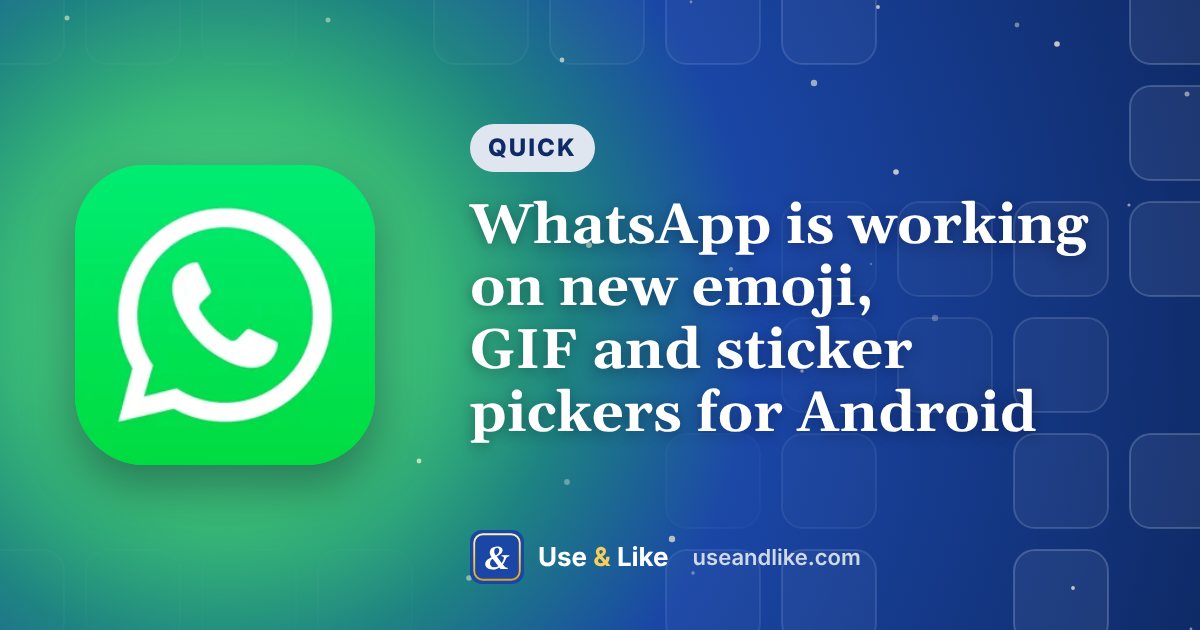 QUICK
WhatsApp is working
on new emoji,
GIF and sticker
pickers for Android
& Use & Like useandlike.com